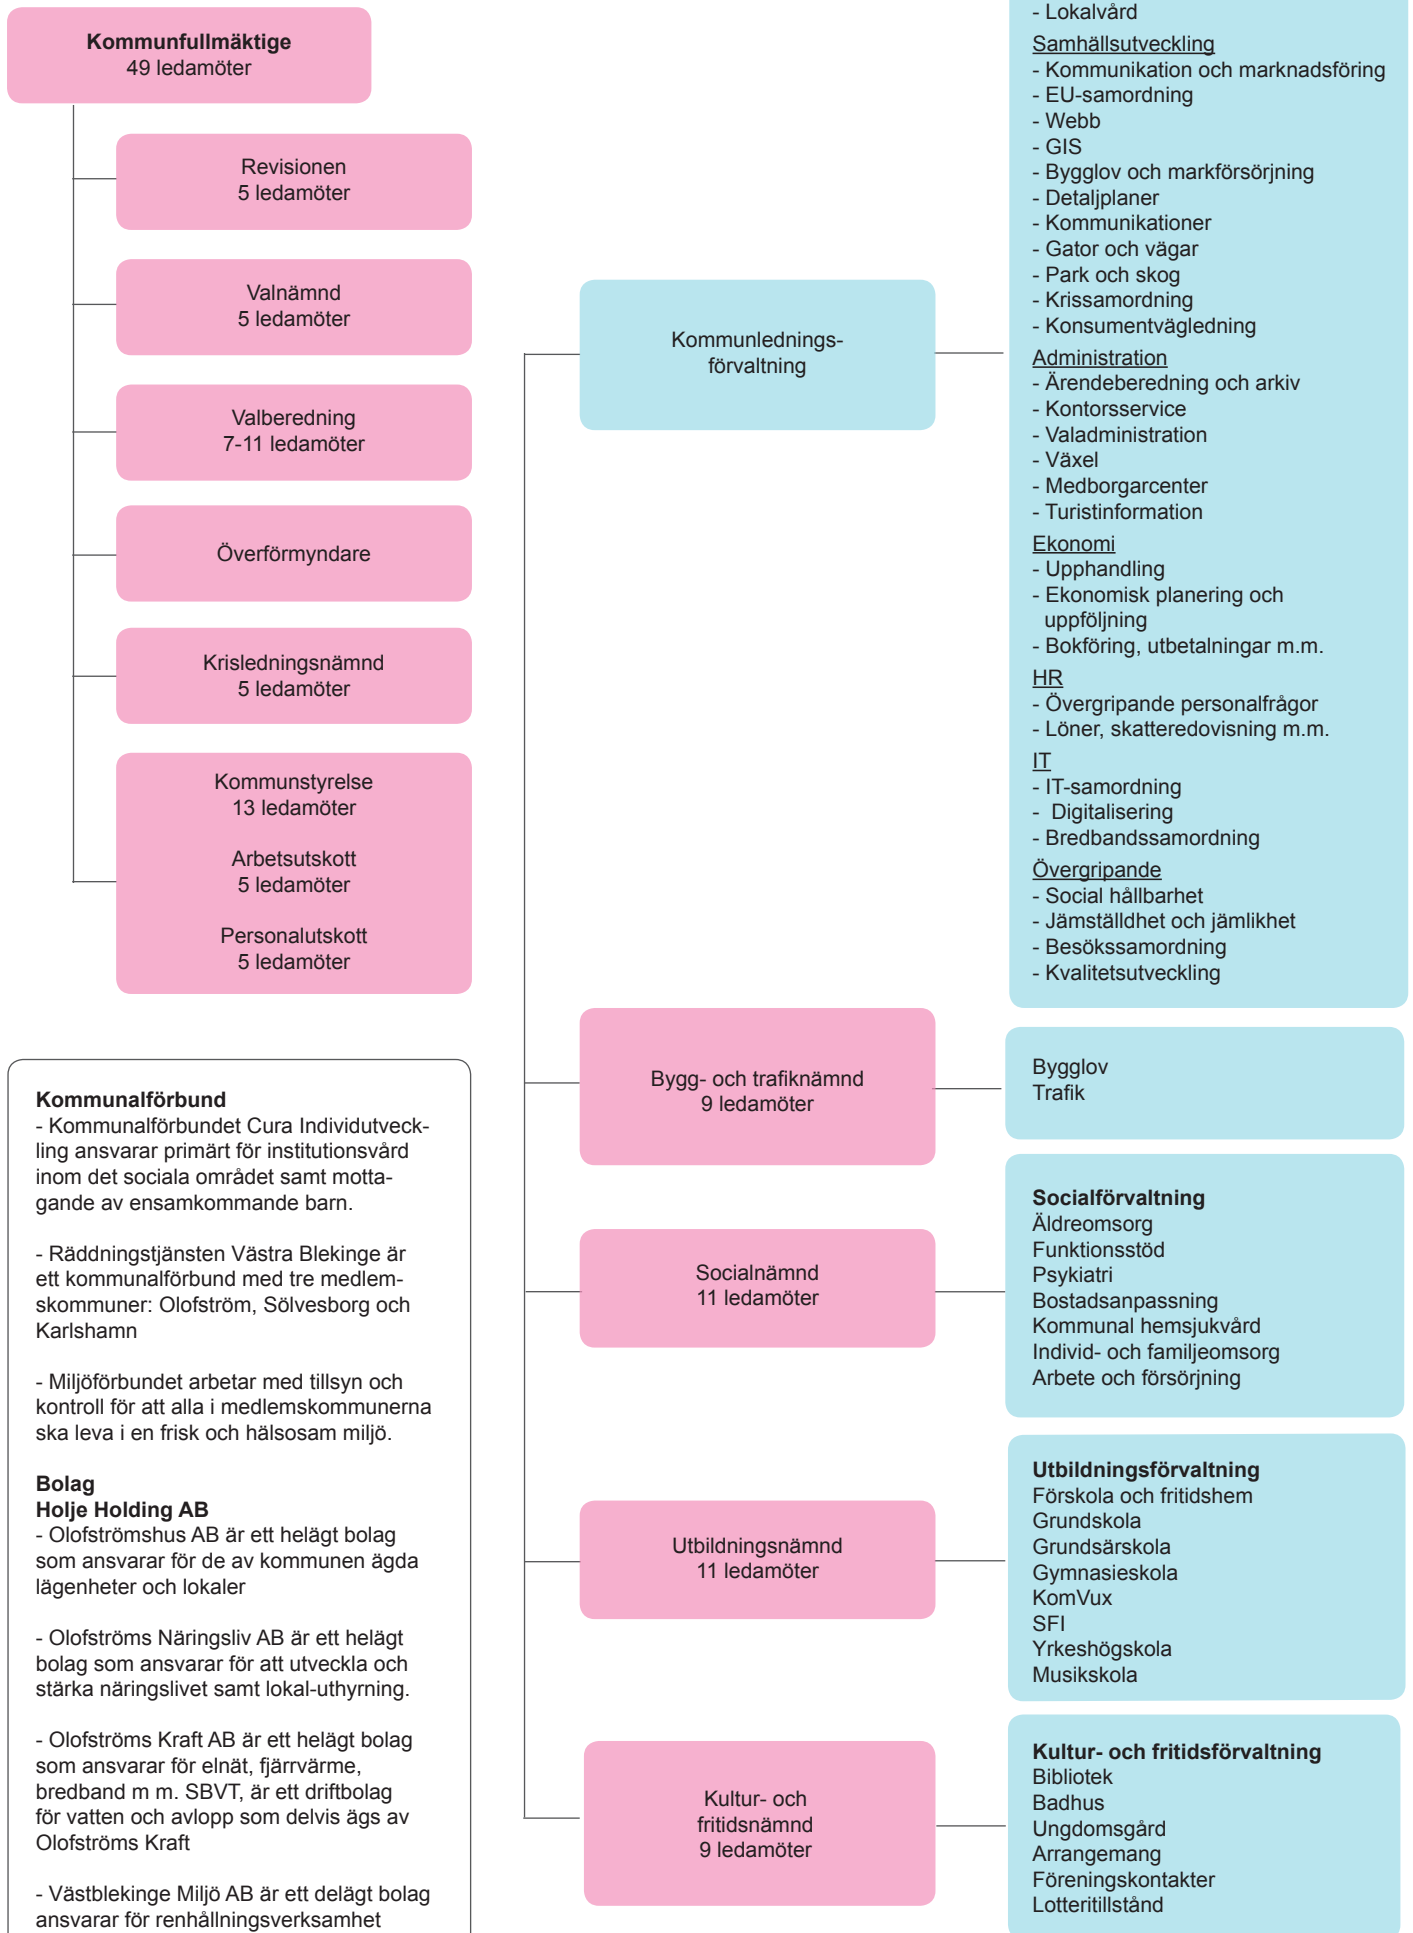 Kommunfullmäktige
49 ledamöter
Revisionen
5 ledamöter
Valnämnd
5 ledamöter
Valberedning
7-11 ledamöter
Överförmyndare
Krisledningsnämnd
5 ledamöter
Kommunstyrelse
13 ledamöter
Arbetsutskott
5 ledamöter
Personalutskott
5 ledamöter
Kommunalförbund
- Kommunalförbundet Cura Individutveck-
ling ansvarar primärt för institutionsvård
inom det sociala området samt motta-
gande av ensamkommande barn.
- Räddningstjänsten Västra Blekinge är
ett kommunalförbund med tre medlem-
skommuner: Olofström, Sölvesborg och
Karlshamn
- Miljöförbundet arbetar med tillsyn och
kontroll för att alla i medlemskommunerna
ska leva i en frisk och hälsosam miljö.
Bolag
Holje Holding AB
- Olofströmshus AB är ett helägt bolag
som ansvarar för de av kommunen ägda
lägenheter och lokaler
- Olofströms Näringsliv AB är ett helägt
bolag som ansvarar för att utveckla och
stärka näringslivet samt lokal-uthyrning.
- Olofströms Kraft AB är ett helägt bolag
som ansvarar för elnät, fjärrvärme,
bredband m m. SBVT, är ett driftbolag
för vatten och avlopp som delvis ägs av
Olofströms Kraft
- Västblekinge Miljö AB är ett delägt bolag
ansvarar för renhållningsverksamhet
Kommunlednings-
förvaltning
- Lokalvård
Samhällsutveckling
- Kommunikation och marknadsföring
- EU-samordning
- Webb
- GIS
- Bygglov och markförsörjning
- Detaljplaner
- Kommunikationer
- Gator och vägar
- Park och skog
- Krissamordning
- Konsumentvägledning
Administration
- Ärendeberedning och arkiv
- Kontorsservice
- Valadministration
- Växel
- Medborgarcenter
- Turistinformation
Ekonomi
- Upphandling
- Ekonomisk planering och
uppföljning
- Bokföring, utbetalningar m.m.
HR
- Övergripande personalfrågor
- Löner, skatteredovisning m.m.
IT
- IT-samordning
- Digitalisering
- Bredbandssamordning
Övergripande
- Social hållbarhet
- Jämställdhet och jämlikhet
- Besökssamordning
- Kvalitetsutveckling
Bygg- och trafiknämnd
9 ledamöter
Bygglov
Trafik
Socialnämnd
11 ledamöter
Socialförvaltning
Äldreomsorg
Funktionsstöd
Psykiatri
Bostadsanpassning
Kommunal hemsjukvård
Individ- och familjeomsorg
Arbete och försörjning
Utbildningsnämnd
11 ledamöter
Utbildningsförvaltning
Förskola och fritidshem
Grundskola
Grundsärskola
Gymnasieskola
KomVux
SFI
Yrkeshögskola
Musikskola
Kultur- och
fritidsnämnd
9 ledamöter
Kultur- och fritidsförvaltning
Bibliotek
Badhus
Ungdomsgård
Arrangemang
Föreningskontakter
Lotteritillstånd